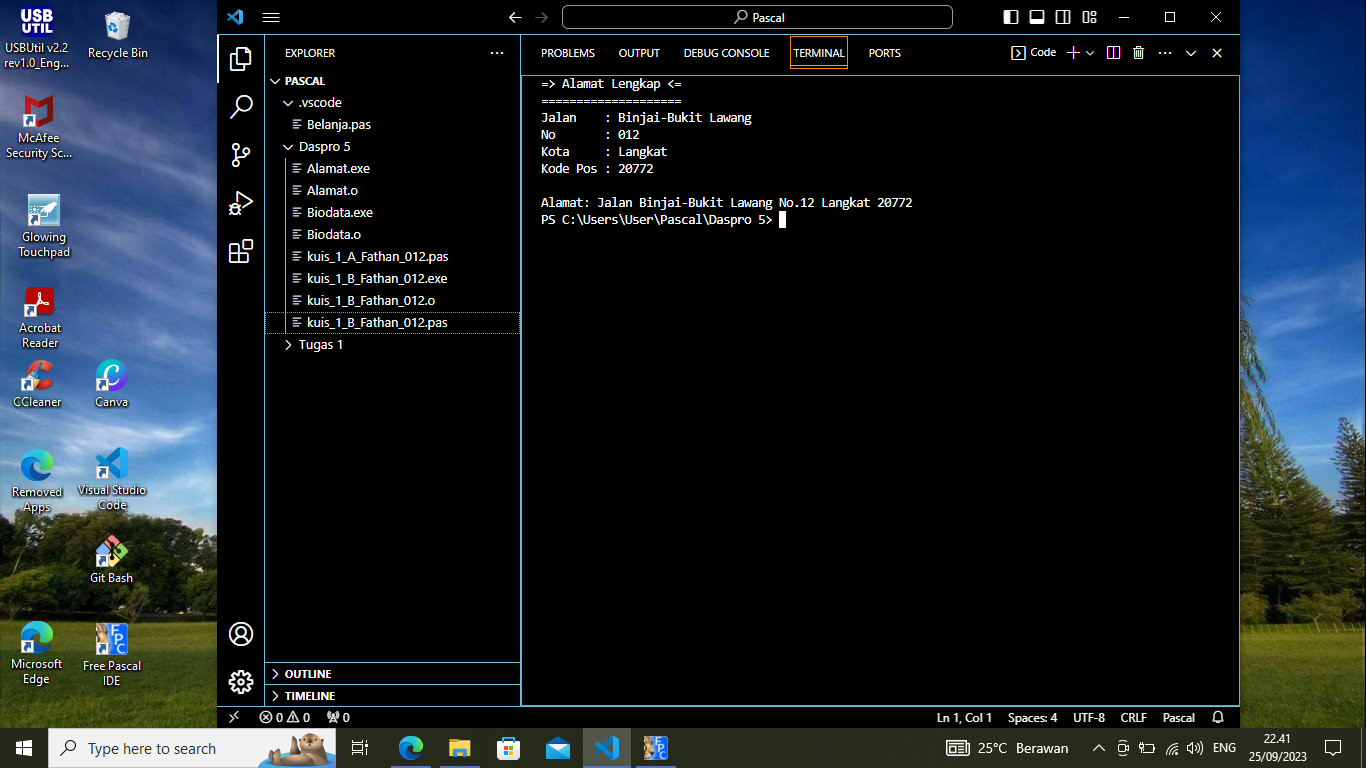 USB
UTIL
USBUtil v2.2
rev1.0_Eng...
Recycle Bin
McAfee
Security Sc...
Glowing
Touchpad
Acrobat
Reader
CCleaner
Canva
Removed
Apps
Visual Studio
Code
Git Bash
Microsoft
Edge
FPC
Free Pascal
IDE
Pascal
EXPLORER
PASCAL
.vscode
Belanja.pas
Daspro 5
Alamat.exe
Alamat.o
Biodata.exe
Biodata.o
kuis_1_A_Fathan_012.pas
kuis_1_B_Fathan_012.exe
kuis_1_B_Fathan_012.o
kuis_1_B_Fathan_012.pas
Tugas 1
OUTLINE
TIMELINE
PROBLEMS OUTPUT DEBUG CONSOLE TERMINAL PORTS Code
=> Alamat Lengkap <=
====================
Jalan    : Binjai-Bukit Lawang
No       : 012
Kota     : Langkat
Kode Pos : 20772
Alamat: Jalan Binjai-Bukit Lawang No.12 Langkat 20772
PS C:\Users\User\Pascal\Daspro 5>
0 0 0 Ln 1, Col 1 Spaces: 4 UTF-8 CRLF Pascal
Type here to search
FPC
25°C Berawan
ENG
22.41
25/09/2023